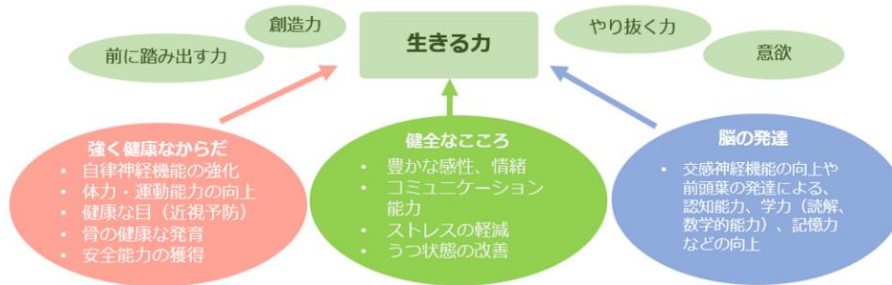 創造力
前に踏み出す力
生きる力
やり抜く力
意欲
強く健康なからだ
• 自律神経機能の強化
• 体力・運動能力の向上
• 健康な目（近視予防）
• 骨の健康な発育
• 安全能力の獲得
健全なこころ
• 豊かな感性、情緒
• コミュニケーション
能力
• ストレスの軽減
• うつ状態の改善
脳の発達
• 交感神経機能の向上や
前頭葉の発達による、
認知能力、学力（読解、
数学的能力）、記憶力
などの向上